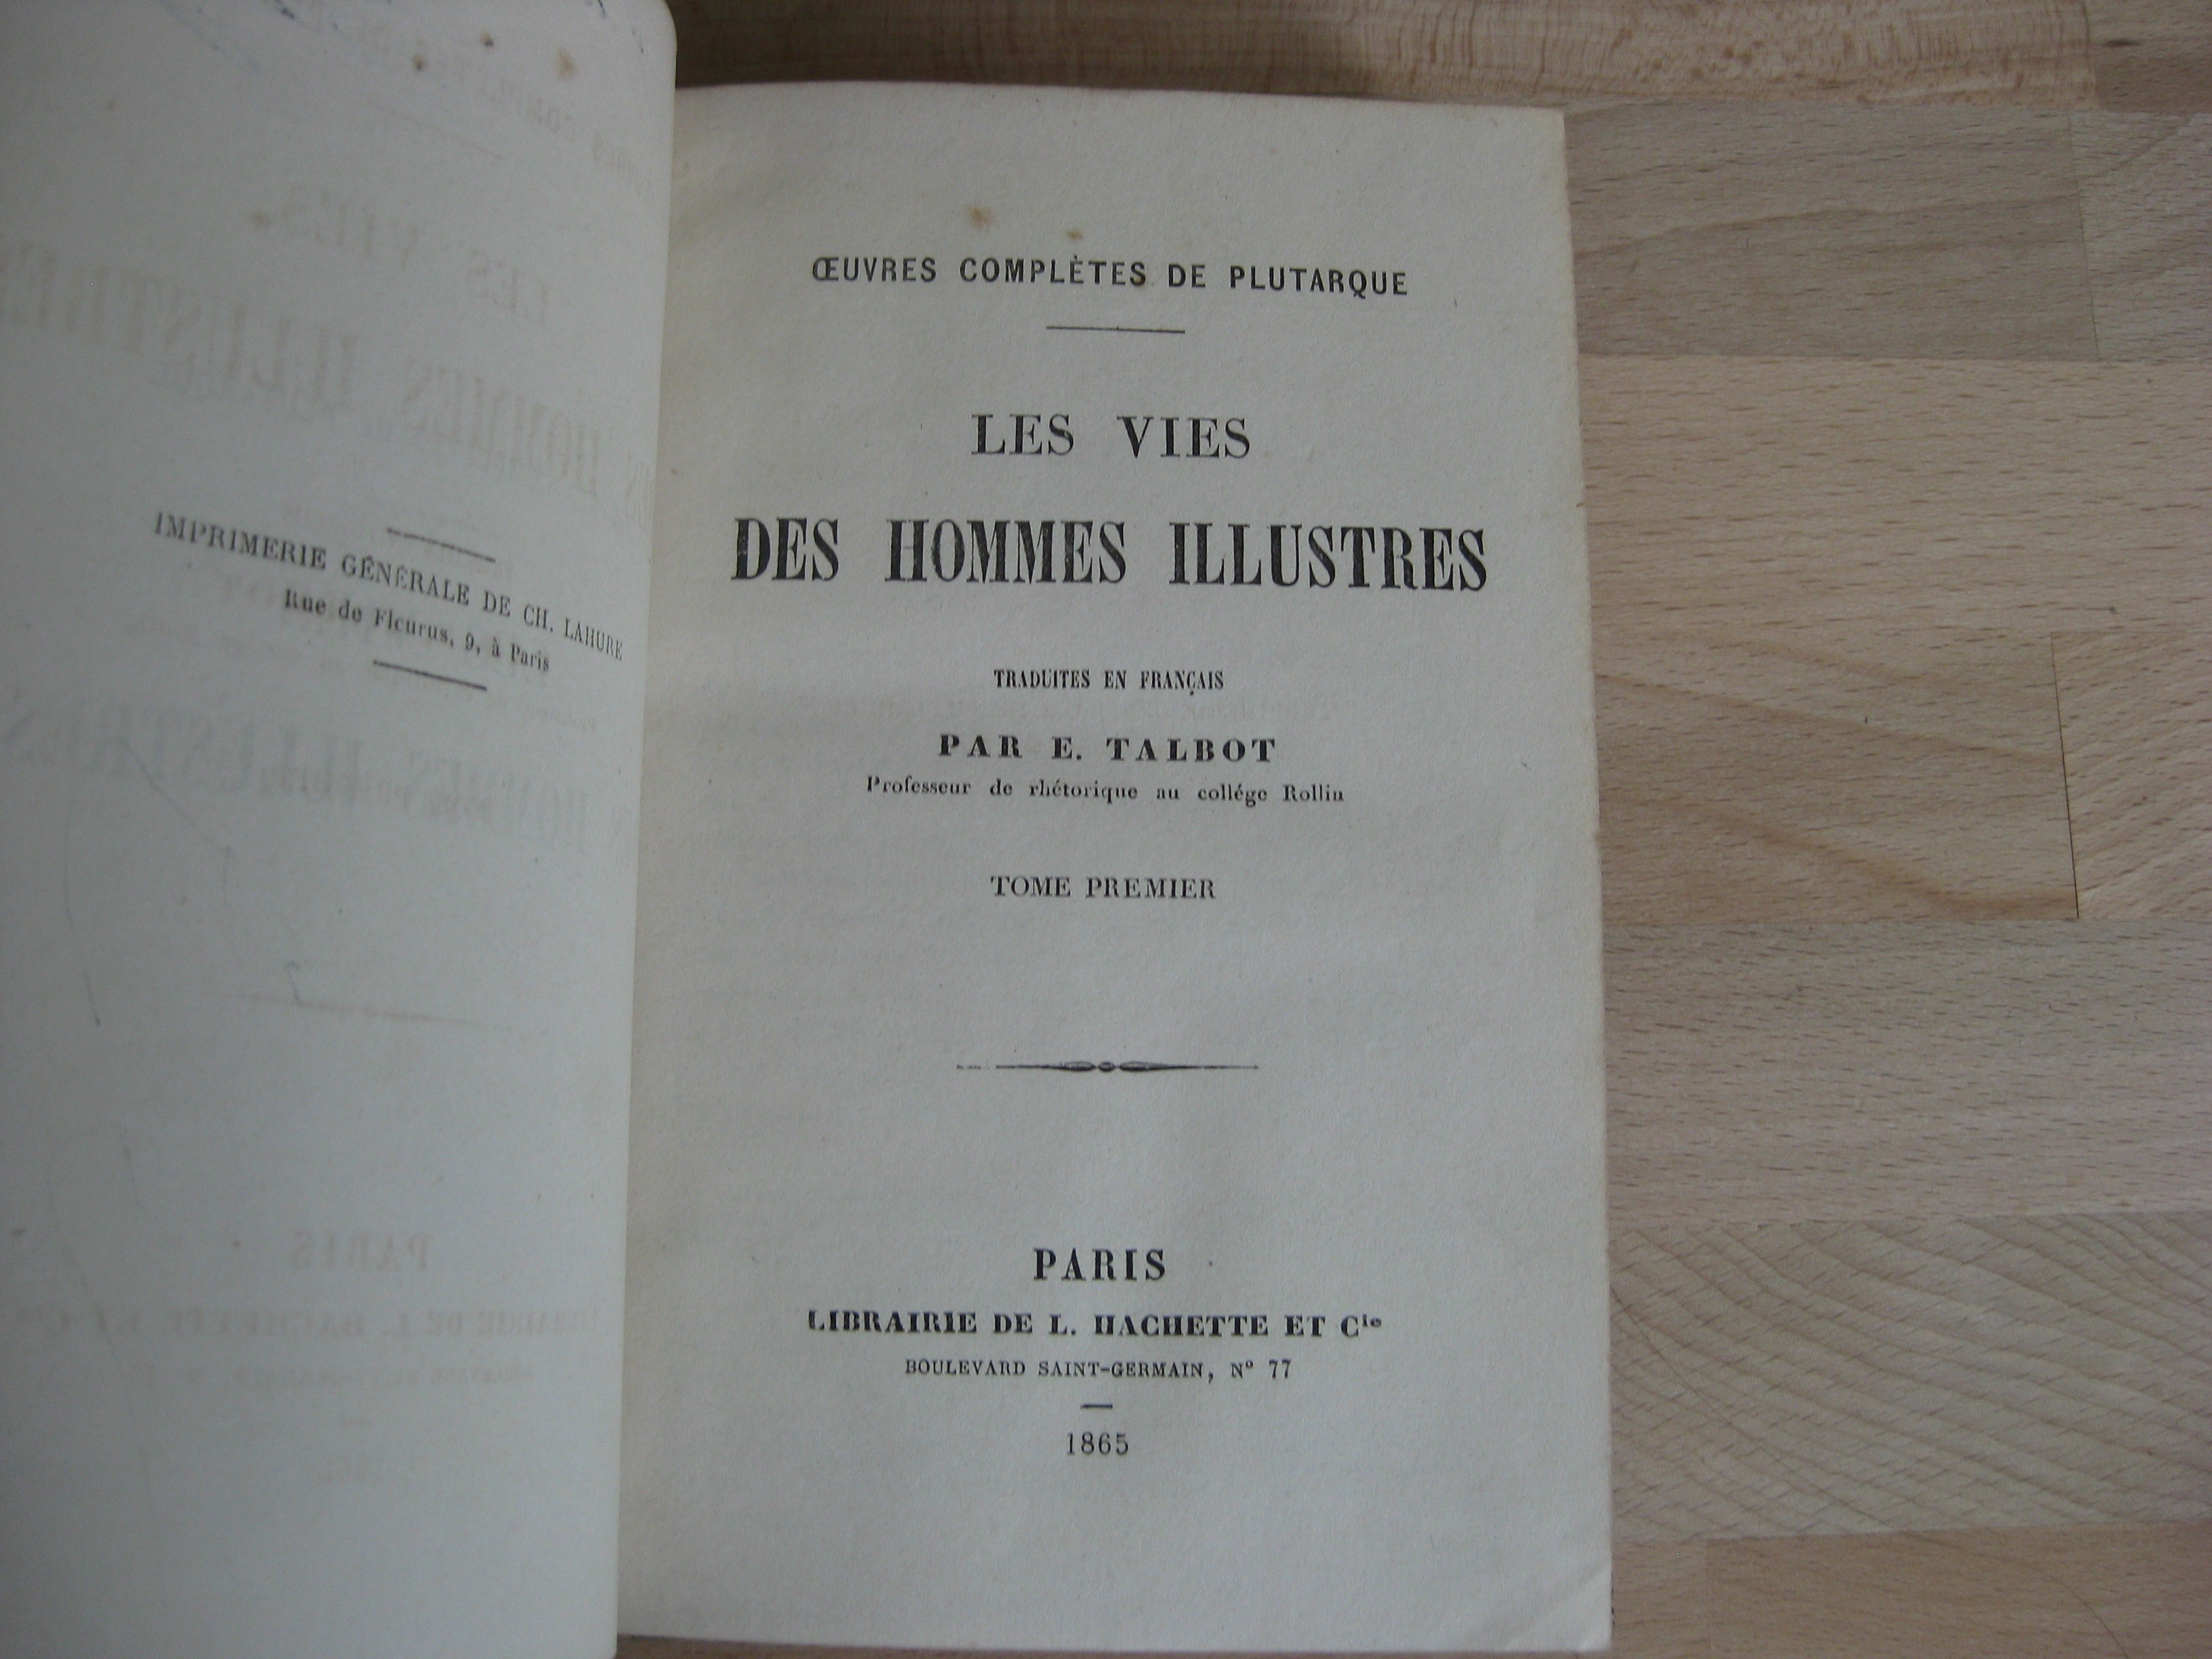 IMPRIMERIE GÉNÉRALE DE CH. LAHURE
Rue de Fleurus, 9, à Paris
ŒUVRES COMPLÈTES DE PLUTARQUE
LES VIES
DES HOMMES ILLUSTRES
TRADUITES EN FRANÇAIS
PAR E. TALBOT
Professeur de rhétorique au collége Rollin
TOME PREMIER
PARIS
LIBRAIRIE DE L. HACHETTE ET Cie
BOULEVARD SAINT-GERMAIN, No 77
1865